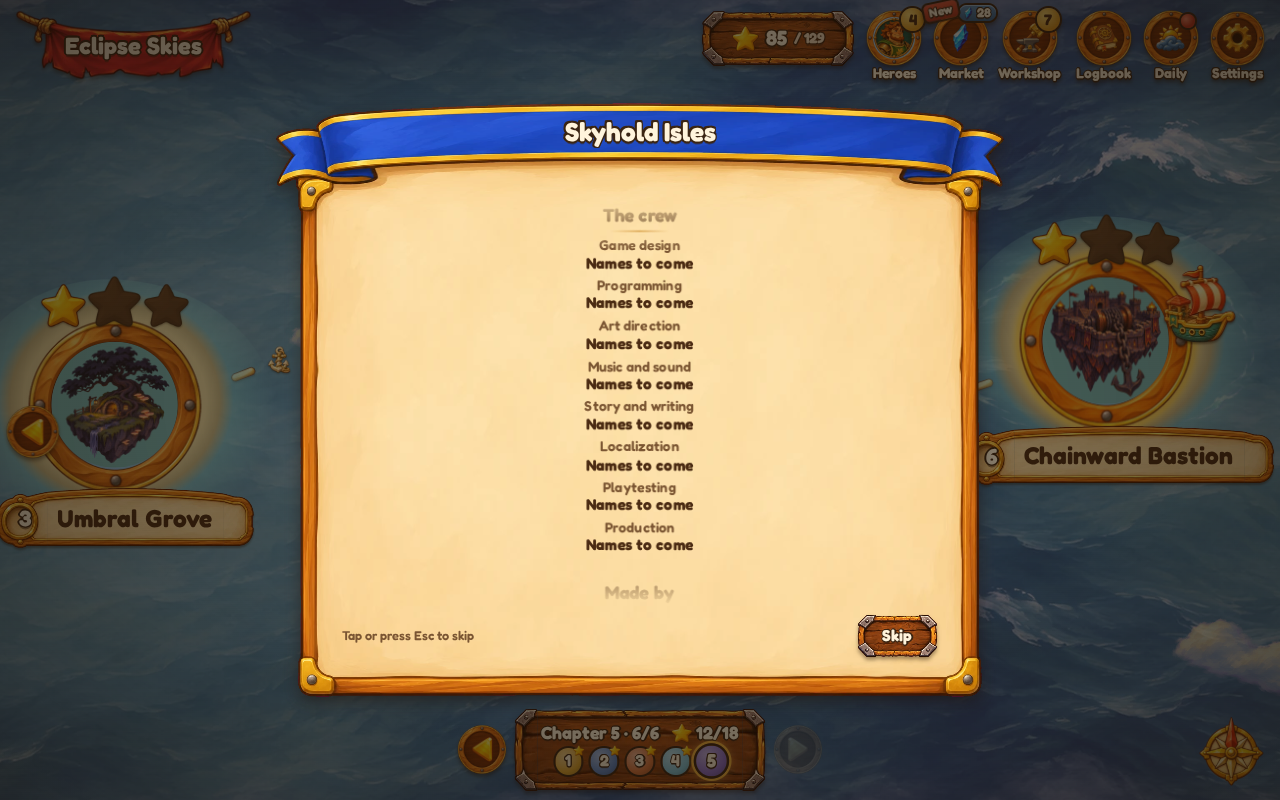 Eclipse Skies
85 / 129
4
New
28
7
Heroes
Market
Workshop
Logbook
Daily
Settings
Skyhold Isles
The crew
Game design
Names to come
Programming
Names to come
Art direction
Names to come
Music and sound
Names to come
Story and writing
Names to come
Localization
Names to come
Playtesting
Names to come
Production
Names to come
Made by
Tap or press Esc to skip
Skip
3 Umbral Grove
6 Chainward Bastion
Chapter 5 · 6/6 12/18
1 2 3 4 5